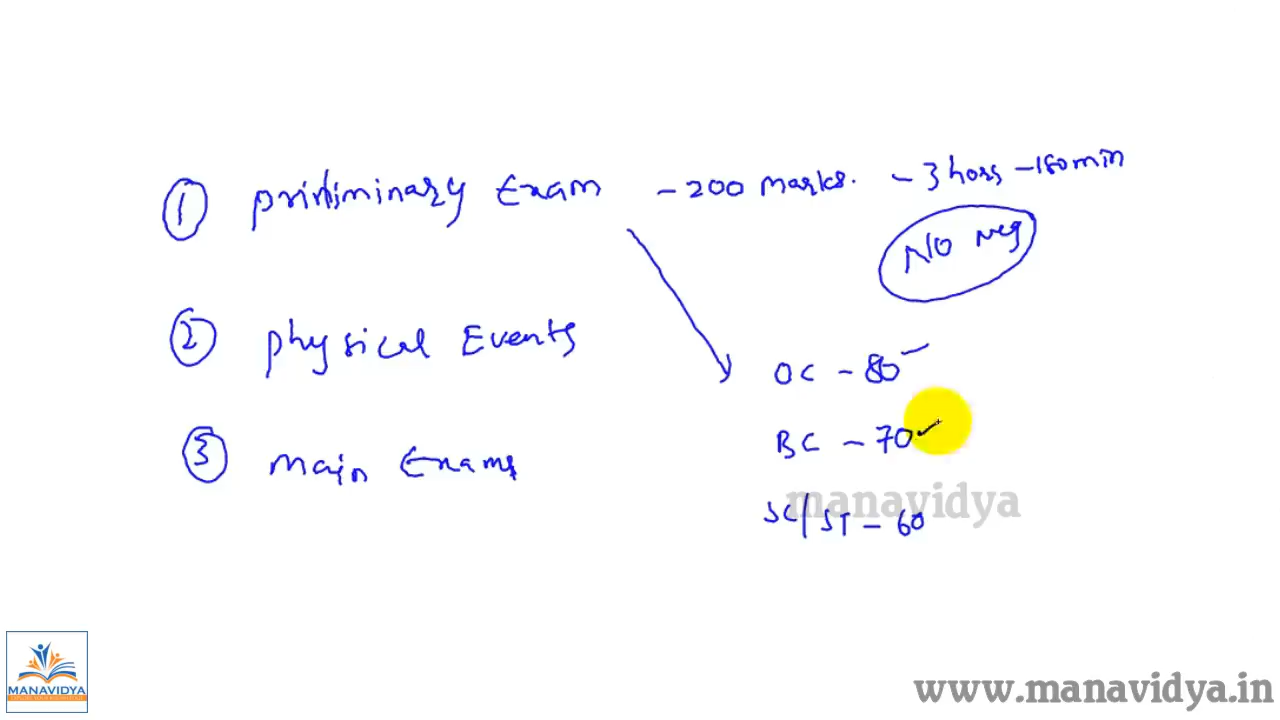 1 preliminary Exam - 200 marks. - 3 hors - 180 min
No neg
2 physical Events
OC - 80
BC - 70
3 main Exams
manavidya
SC/ST - 60
MANAVIDYA
www.manavidya.in